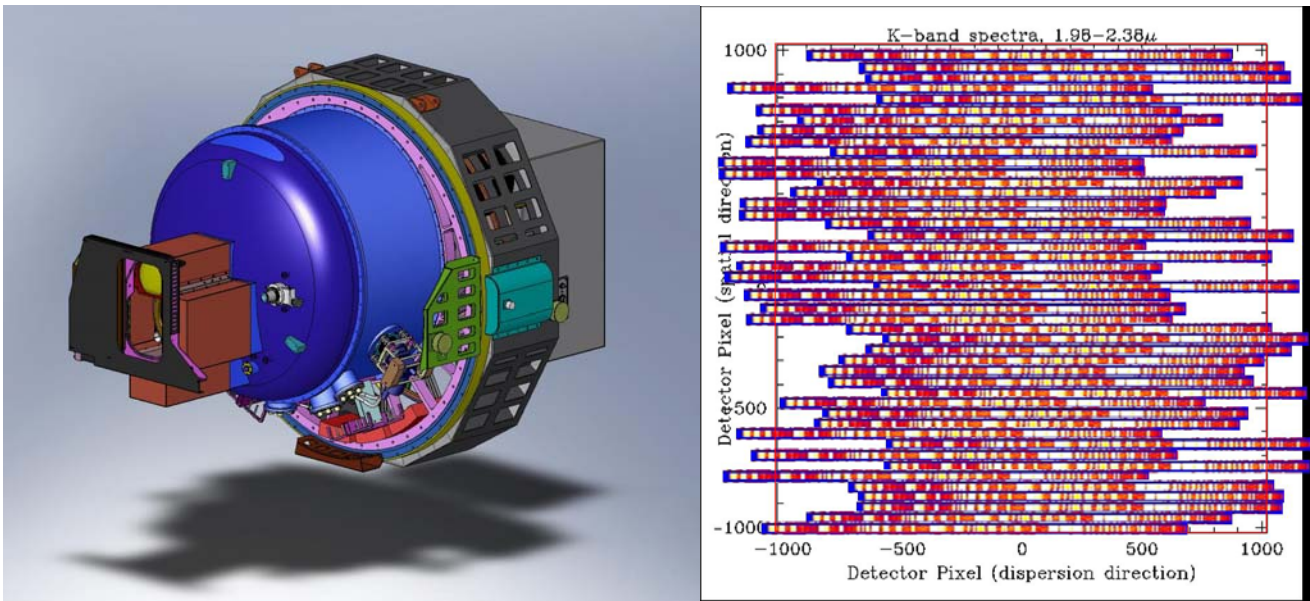 K-band spectra, 1.98-2.38μ
1000
Detector Pixel (spatial direction)
-500
-1000
-1000 -500 0 500 1000
Detector Pixel (dispersion direction)